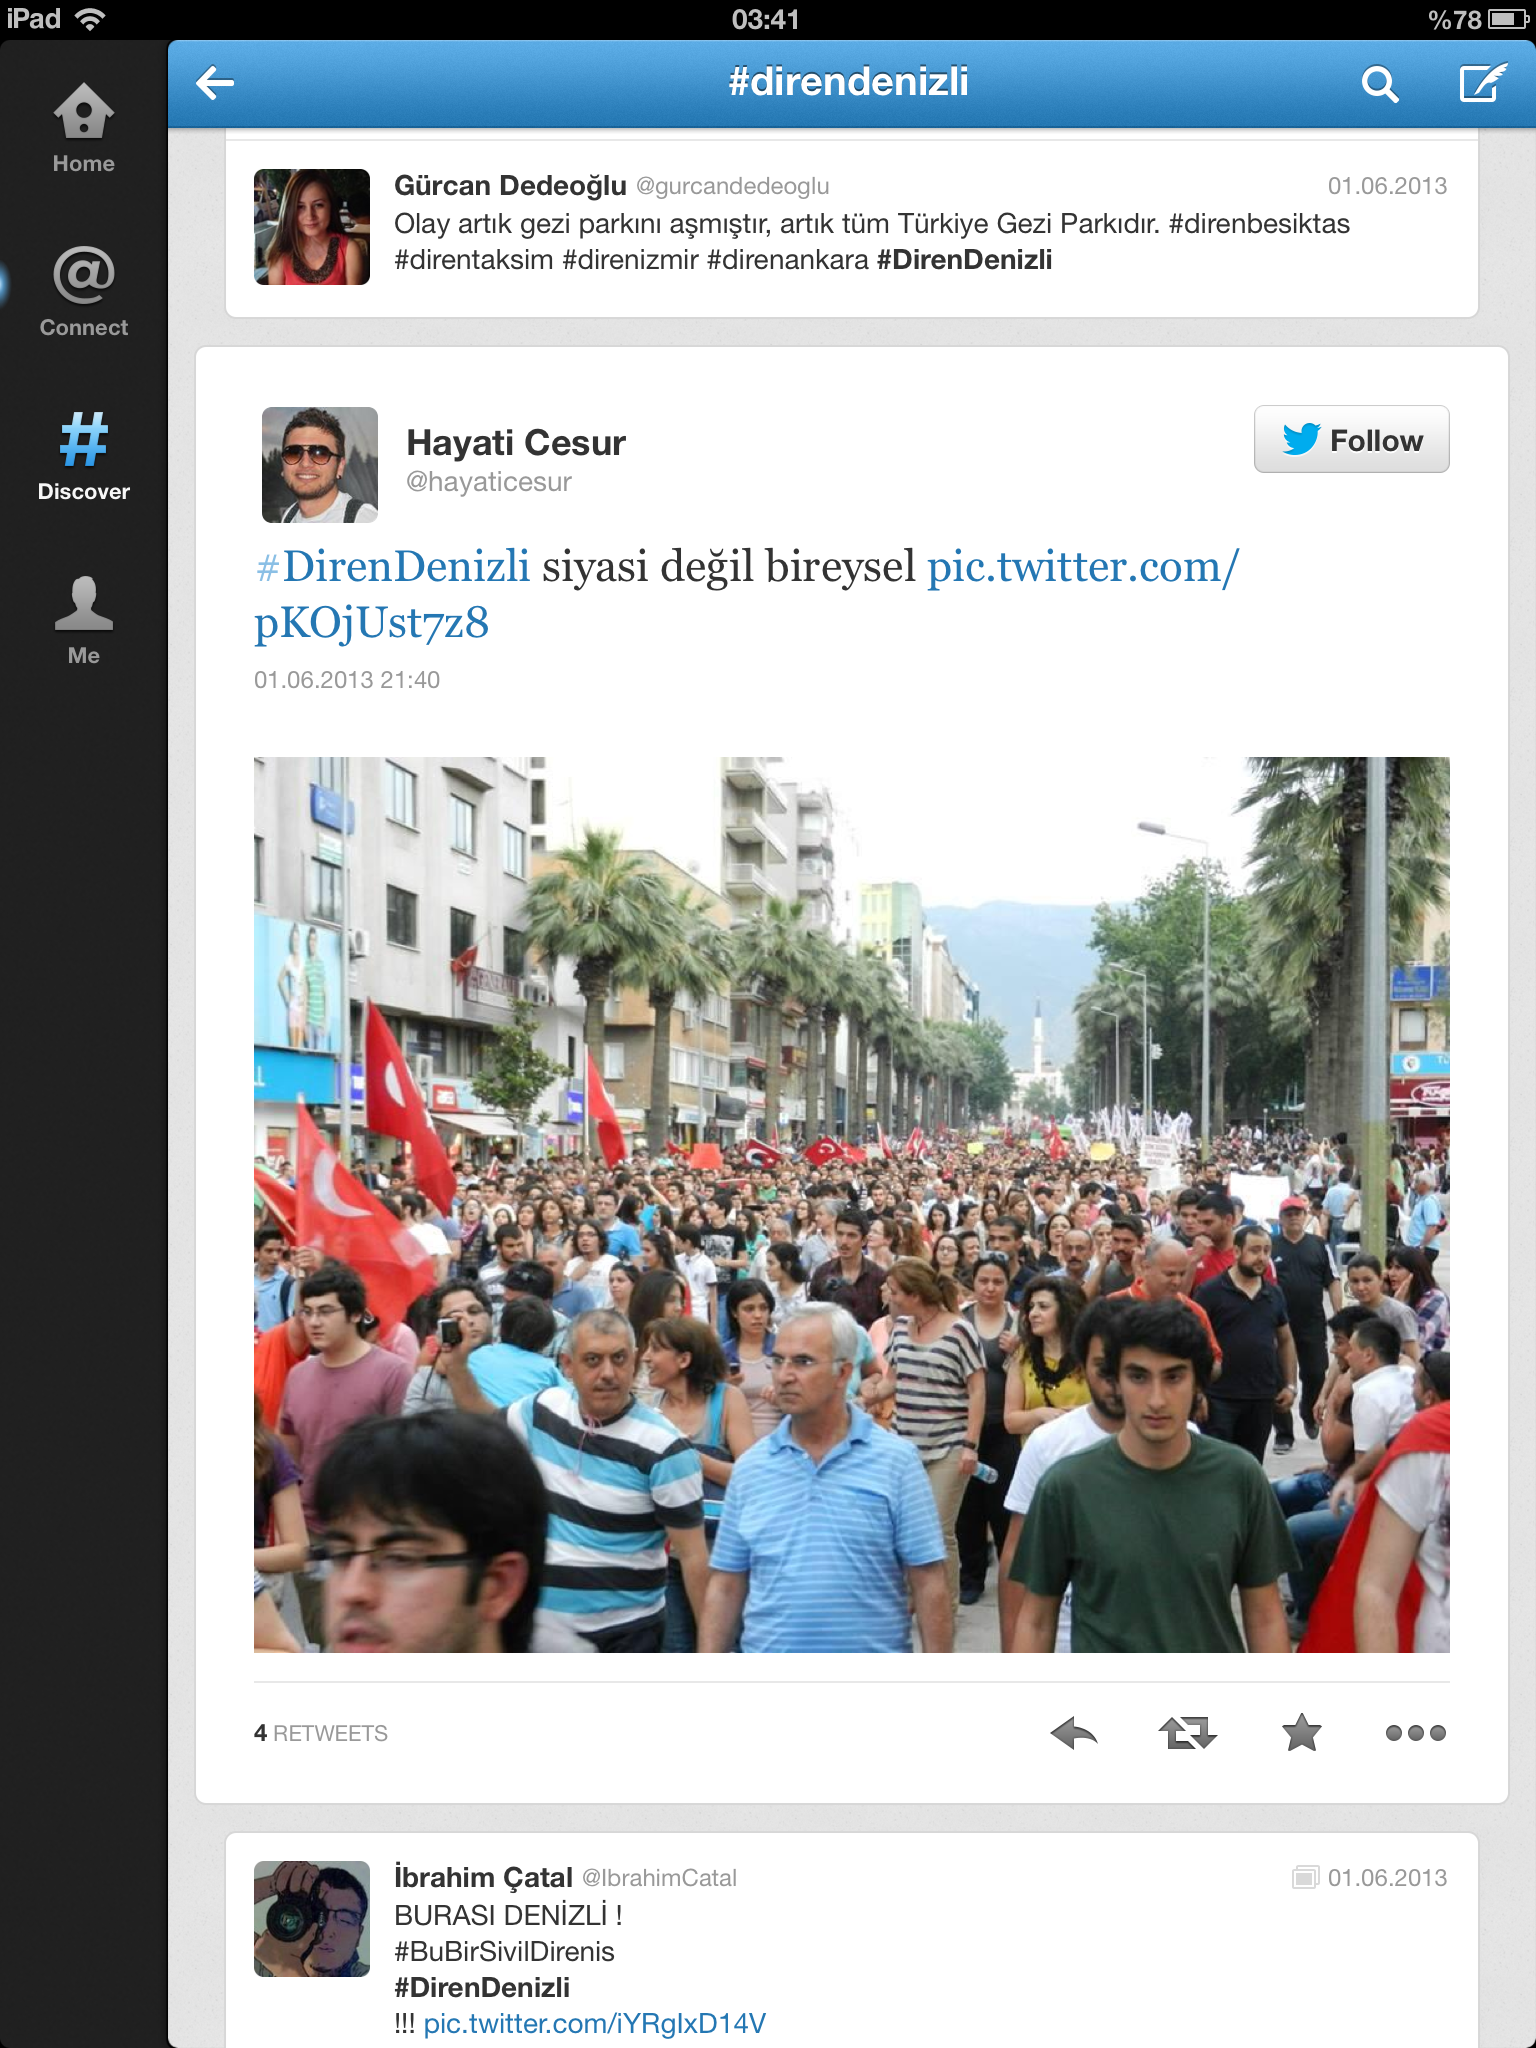 iPad 03:41 %78
#direndenizli
Home
Connect
Discover
Me
Gürcan Dedeoğlu @gurcandedeoglu 01.06.2013
Olay artık gezi parkını aşmıştır, artık tüm Türkiye Gezi Parkıdır. #direnbesiktas
#direntaksim #direnizmir #direnankara #DirenDenizli
Hayati Cesur
@hayaticesur
Follow
#DirenDenizli siyasi değil bireysel pic.twitter.com/
pKOjUst7z8
01.06.2013 21:40
4 RETWEETS
İbrahim Çatal @IbrahimCatal 01.06.2013
BURASI DENİZLİ !
#BuBirSivilDirenis
#DirenDenizli
!!! pic.twitter.com/iYRgIxD14V